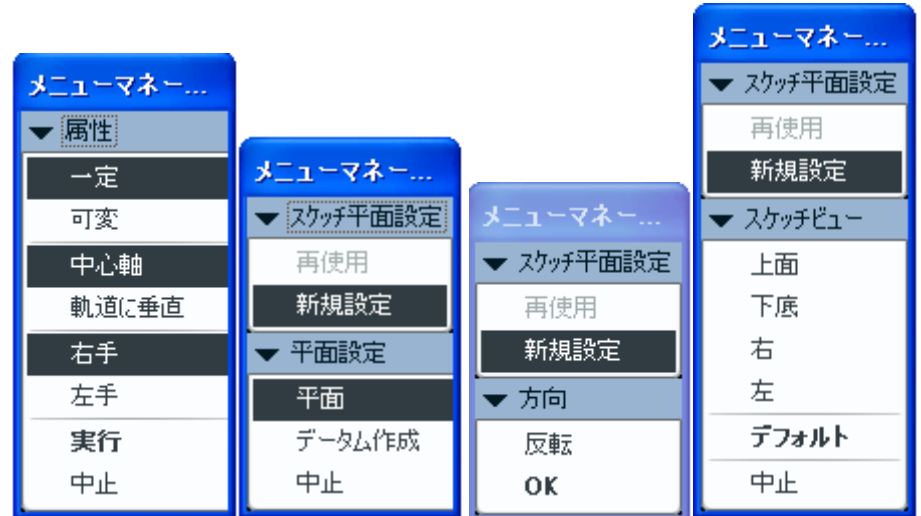 メニューマネー...
属性
一定
可変
中心軸
軌道に垂直
右手
左手
実行
中止
メニューマネー...
スケッチ平面設定
再使用
新規設定
平面設定
平面
データム作成
中止
メニューマネー...
スケッチ平面設定
再使用
新規設定
方向
反転
OK
メニューマネー...
スケッチ平面設定
再使用
新規設定
スケッチビュー
上面
下底
右
左
デフォルト
中止